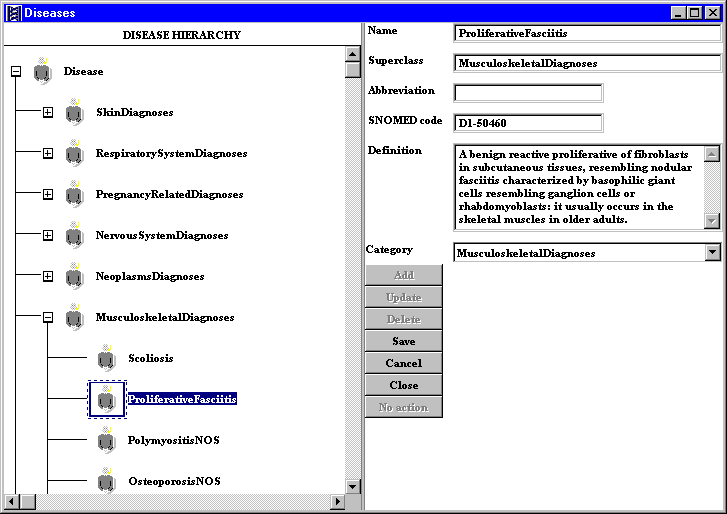 Diseases
DISEASE HIERARCHY
Disease
SkinDiagnoses
RespiratorySystemDiagnoses
PregnancyRelatedDiagnoses
NervousSystemDiagnoses
NeoplasmsDiagnoses
MusculoskeletalDiagnoses
Scoliosis
ProliferativeFasciitis
PolymyositisNOS
OsteoporosisNOS
Name
ProliferativeFasciitis
Superclass
MusculoskeletalDiagnoses
Abbreviation
SNOMED code
D1-50460
Definition
A benign reactive proliferative of fibroblasts
in subcutaneous tissues, resembling nodular
fasciitis characterized by basophilic giant
cells resembling ganglion cells or
rhabdomyoblasts: it usually occurs in the
skeletal muscles in older adults.
Category
MusculoskeletalDiagnoses
Add
Update
Delete
Save
Cancel
Close
No action